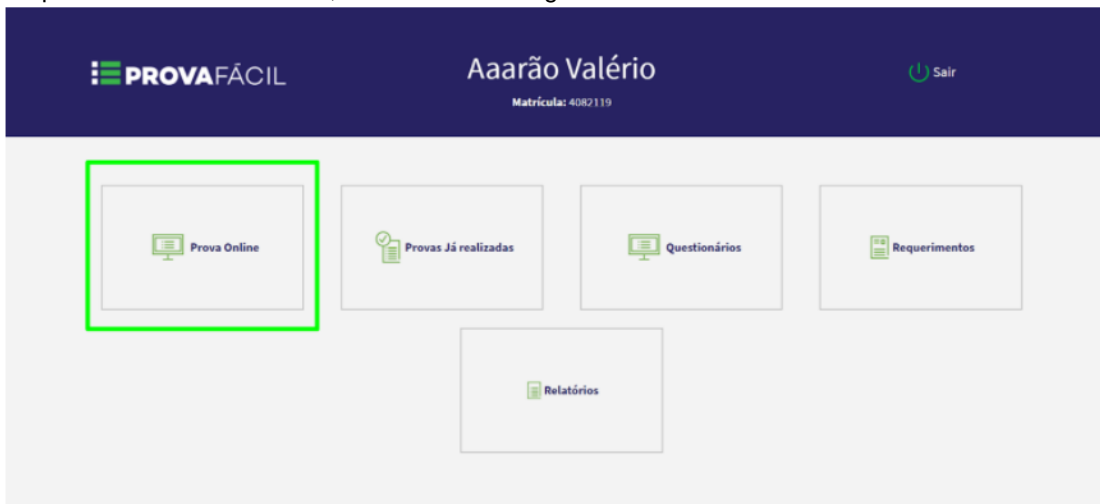 PROVAFÁCIL
Aaarão Valério
Matrícula: 4082119
Sair
Prova Online
Provas Já realizadas
Questionários
Requerimentos
Relatórios